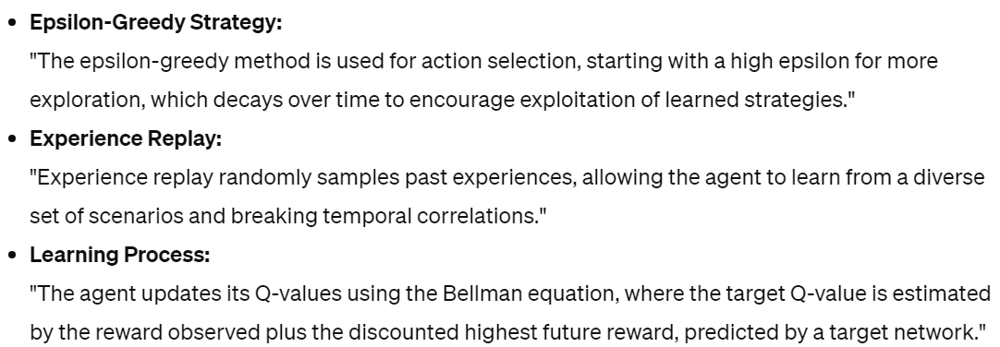 • Epsilon-Greedy Strategy:
"The epsilon-greedy method is used for action selection, starting with a high epsilon for more
exploration, which decays over time to encourage exploitation of learned strategies."
• Experience Replay:
"Experience replay randomly samples past experiences, allowing the agent to learn from a diverse
set of scenarios and breaking temporal correlations."
• Learning Process:
"The agent updates its Q-values using the Bellman equation, where the target Q-value is estimated
by the reward observed plus the discounted highest future reward, predicted by a target network."